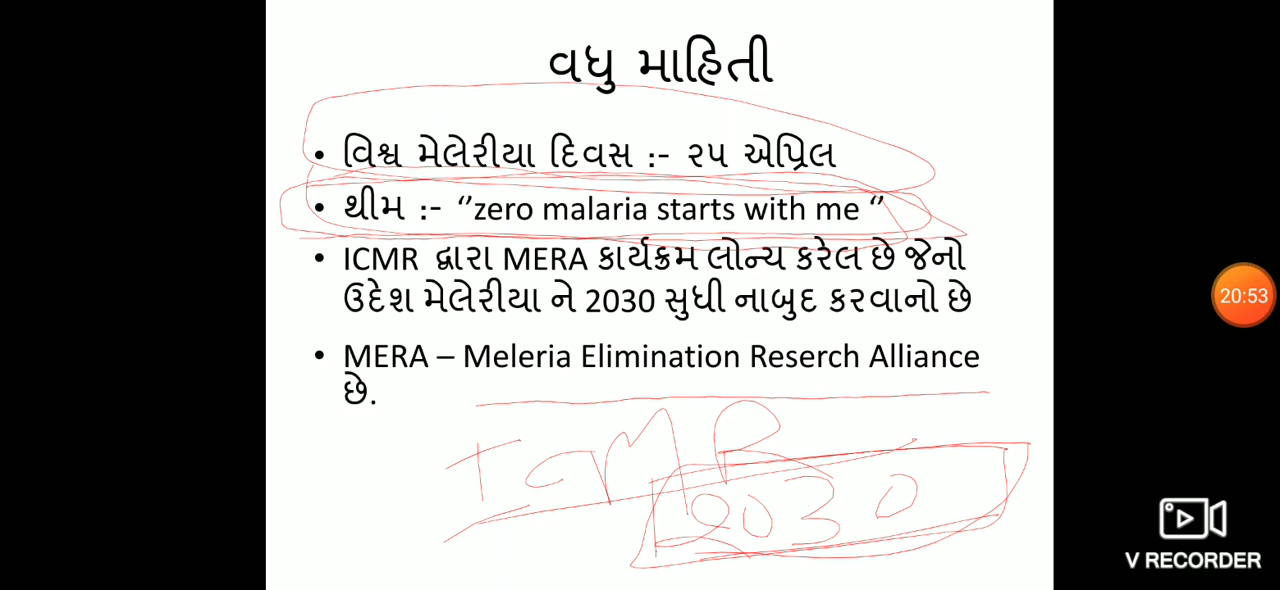 વધુ માહિતી
• વિશ્વ મેલેરીયા દિવસ :- ૨૫ એપ્રિલ
• થીમ :- ‘’zero malaria starts with me ‘’
• ICMR દ્વારા MERA કાર્યક્રમ લોન્ય કરેલ છે જેનો
ઉદેશ મેલેરીયા ને 2030 સુધી નાબુદ કરવાનો છે
• MERA – Meleria Elimination Reserch Alliance
છે.
ICMR
2030
20:53
V RECORDER